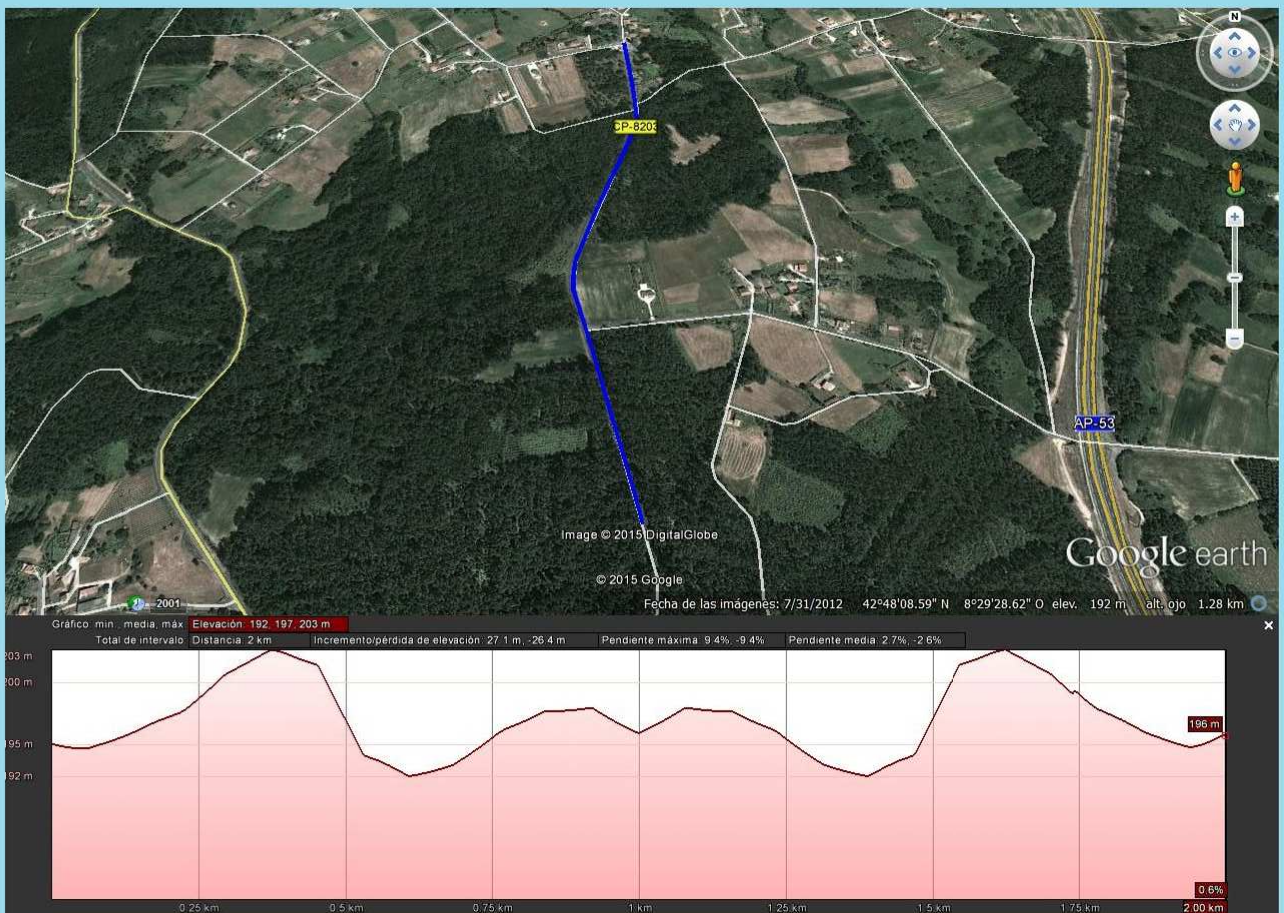 N
CP-8203
AP-53
Image © 2015 DigitalGlobe
© 2015 Google
Google earth
2001
Fecha de las imágenes: 7/31/2012 42°48'08.59" N 8°29'28.62" O elev. 192 m alt. ojo 1.28 km
Gráfico: min., media, máx Elevación: 192, 197, 203 m
Total de intervalo: Distancia: 2 km Incremento/pérdida de elevación: 27.1 m, -26.4 m Pendiente máxima: 9.4%, -9.4% Pendiente media: 2.7%, -2.6%
203 m
200 m
196 m
195 m
192 m
0.6%
0.25 km 0.5 km 0.75 km 1 km 1.25 km 1.5 km 1.75 km 2.00 km